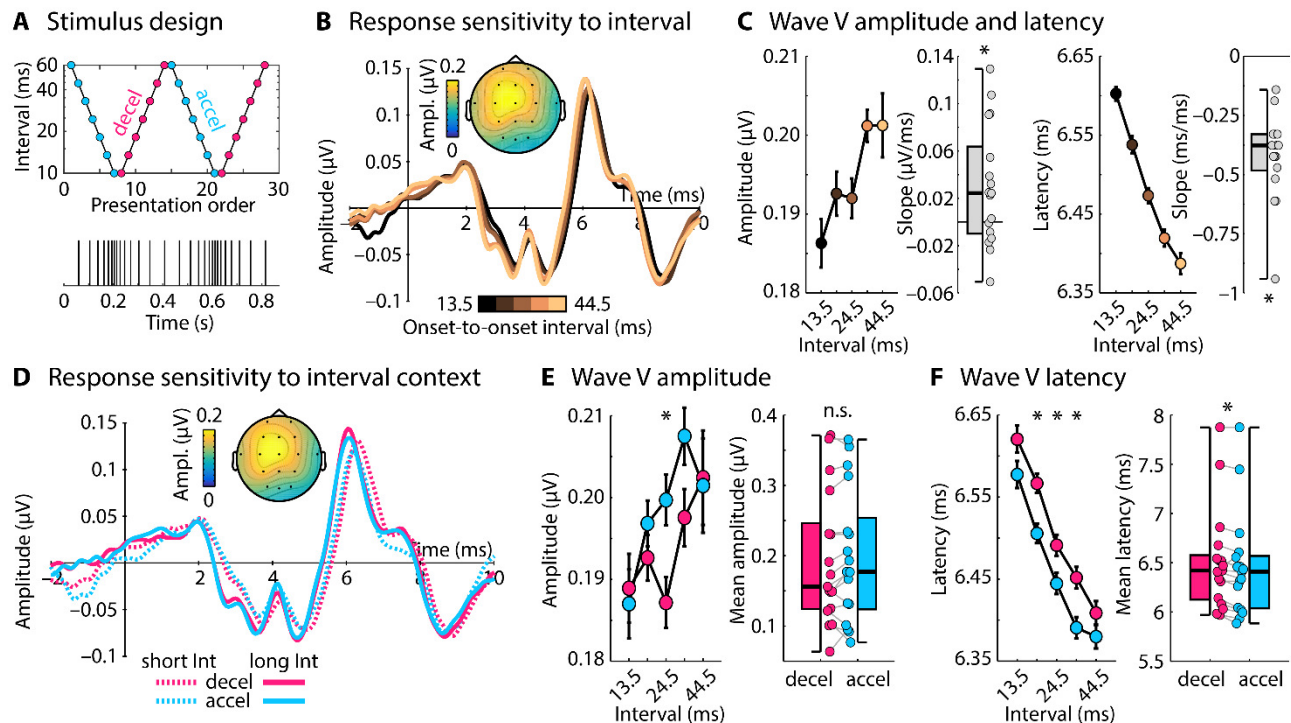 A Stimulus design
Interval (ms)
60
40
20
10
decel
accel
0 10 20 30
Presentation order
0 0.2 0.4 0.6 0.8
Time (s)
B Response sensitivity to interval
Amplitude (μV)
0.15
0.10
0.05
−0.05
−0.1
Ampl. (μV)
0.2
0
Time (ms)
2 2 4 6 8 0
13.5 44.5
Onset-to-onset interval (ms)
C Wave V amplitude and latency
Amplitude (μV)
0.21
0.20
0.19
0.18
13.5 24.5 44.5
Interval (ms)
Slope (μV/ms)
0.14
0.1
0.06
0.02
−0.02
−0.06
*
Latency (ms)
6.65
6.55
6.45
6.35
13.5 24.5 44.5
Interval (ms)
Slope (ms/ms)
0
−0.25
−0.5
−0.75
−1
*
D Response sensitivity to interval context
Amplitude (μV)
0.15
0.10
0.05
−0.05
−0.1
Ampl. (μV)
0.2
0
Time (ms)
−2 2 4 6 8 0
short Int long Int
decel
accel
E Wave V amplitude
Amplitude (μV)
0.21
0.20
0.19
0.18
*
13.5 24.5 44.5
Interval (ms)
Mean amplitude (μV)
0.4
0.3
0.2
0.1
n.s.
decel accel
F Wave V latency
Latency (ms)
6.65
6.55
6.45
6.35
* * *
13.5 24.5 44.5
Interval (ms)
Mean latency (ms)
8
7.5
7
6.5
6
5.5
*
decel accel